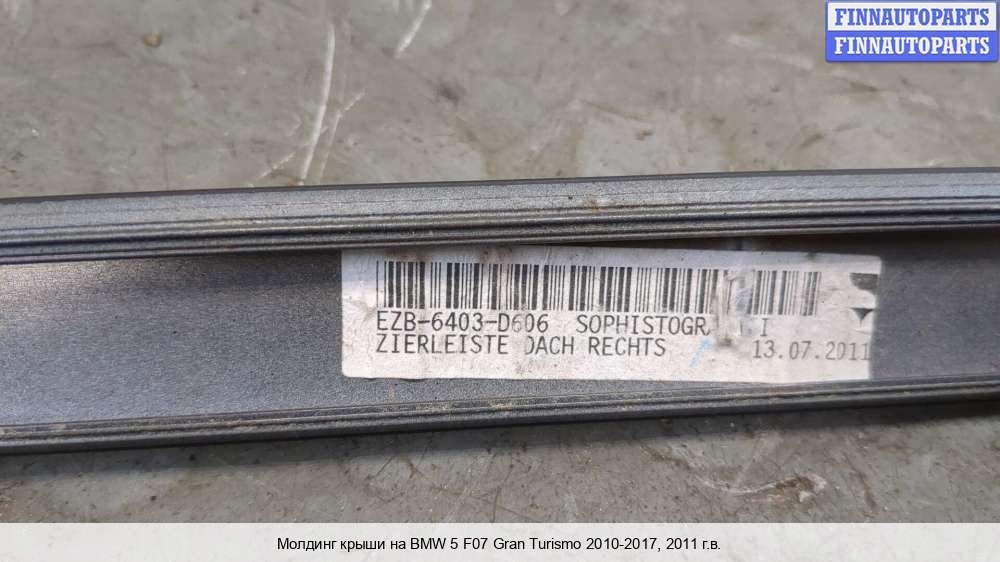 FINNAUTOPARTS
FINNAUTOPARTS
EZB-6403-D606 I
ZIERLEISTE DACH RECHTS 13.07.2011
Молдинг крыши на BMW 5 F07 Gran Turismo 2010-2017, 2011 г.в.